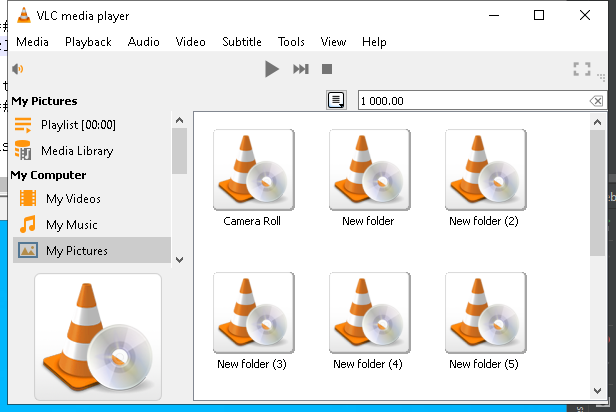 VLC media player
Media Playback Audio Video Subtitle Tools View Help
My Pictures
1 000.00
Playlist [00:00]
Media Library
My Computer
My Videos
My Music
My Pictures
Camera Roll
New folder
New folder (2)
New folder (3)
New folder (4)
New folder (5)